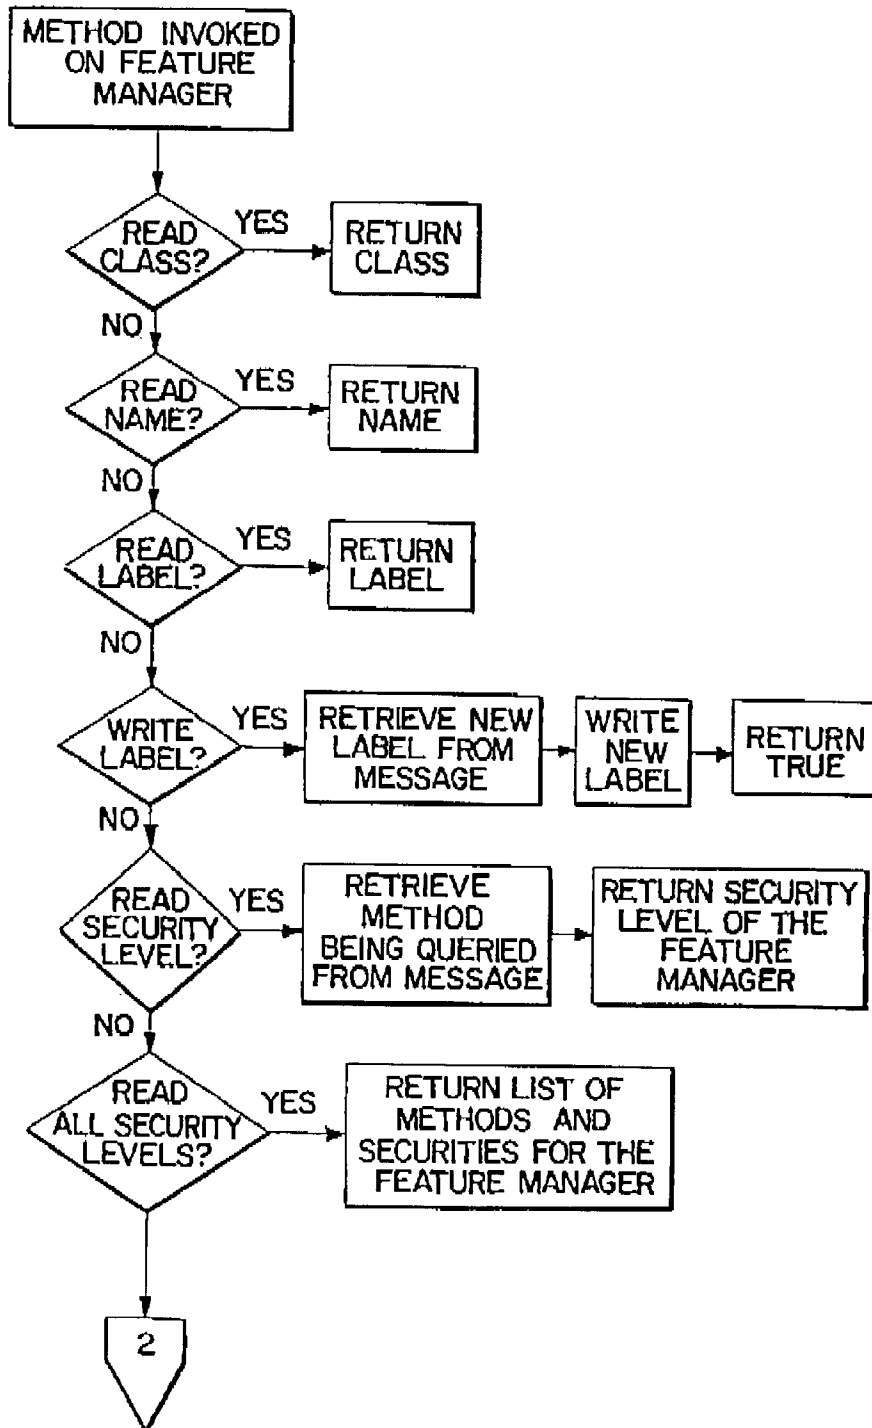 METHOD INVOKED
ON FEATURE
MANAGER
READ
CLASS?
YES
RETURN
CLASS
NO
READ
NAME?
YES
RETURN
NAME
NO
READ
LABEL?
YES
RETURN
LABEL
NO
WRITE
LABEL?
YES
RETRIEVE NEW
LABEL FROM
MESSAGE
WRITE
NEW
LABEL
RETURN
TRUE
NO
READ
SECURITY
LEVEL?
YES
RETRIEVE
METHOD
BEING QUERIED
FROM MESSAGE
RETURN SECURITY
LEVEL OF THE
FEATURE
MANAGER
NO
READ
ALL SECURITY
LEVELS?
YES
RETURN LIST OF
METHODS AND
SECURITIES FOR THE
FEATURE MANAGER
2